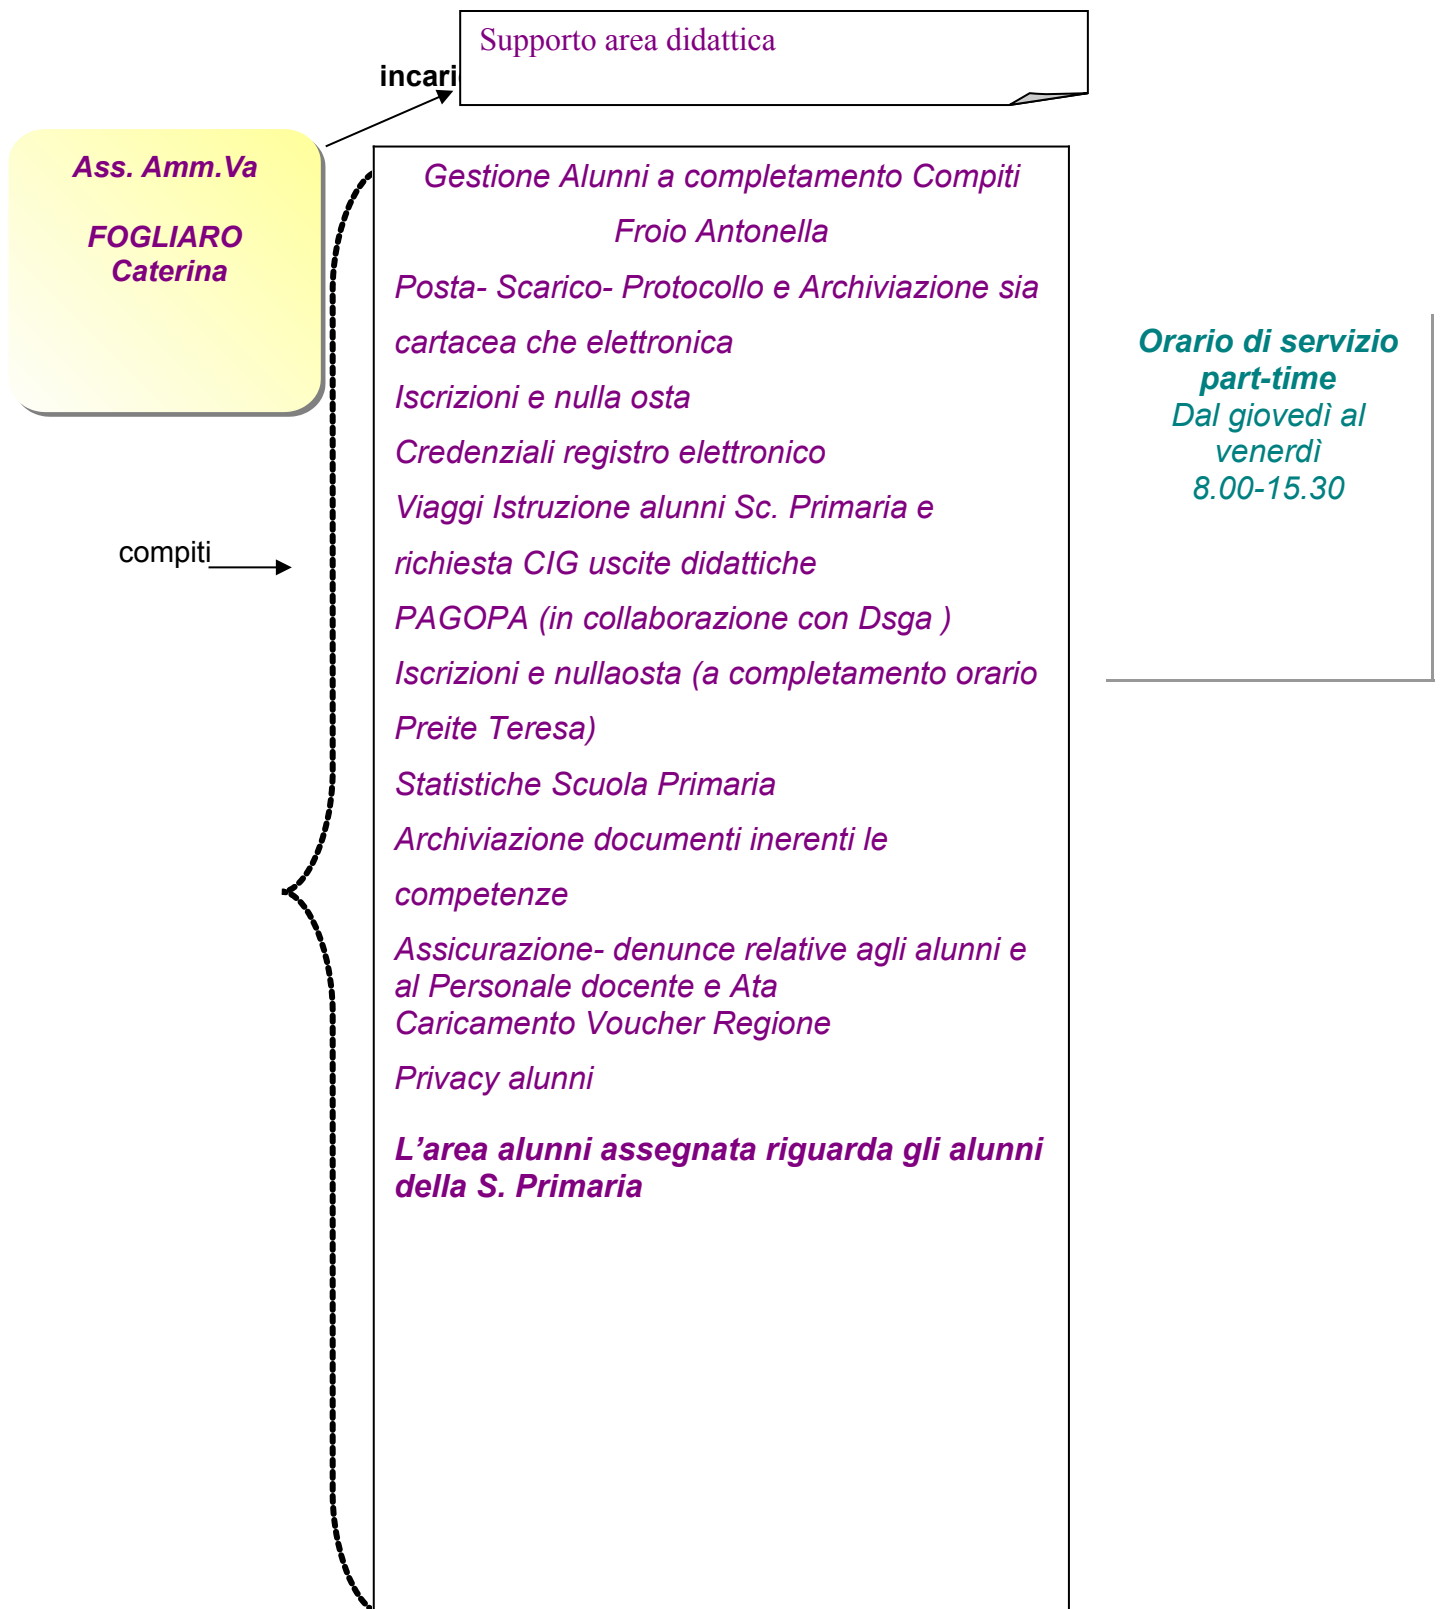 Supporto area didattica
incari
Ass. Amm.Va
FOGLIARO
Caterina
Gestione Alunni a completamento Compiti
Froio Antonella
Posta- Scarico- Protocollo e Archiviazione sia
cartacea che elettronica
Iscrizioni e nulla osta
Credenziali registro elettronico
Viaggi Istruzione alunni Sc. Primaria e
richiesta CIG uscite didattiche
PAGOPA (in collaborazione con Dsga )
Iscrizioni e nullaosta (a completamento orario
Preite Teresa)
Statistiche Scuola Primaria
Archiviazione documenti inerenti le
competenze
Assicurazione- denunce relative agli alunni e
al Personale docente e Ata
Caricamento Voucher Regione
Privacy alunni
L’area alunni assegnata riguarda gli alunni
della S. Primaria
compiti
Orario di servizio
part-time
Dal giovedì al
venerdì
8.00-15.30